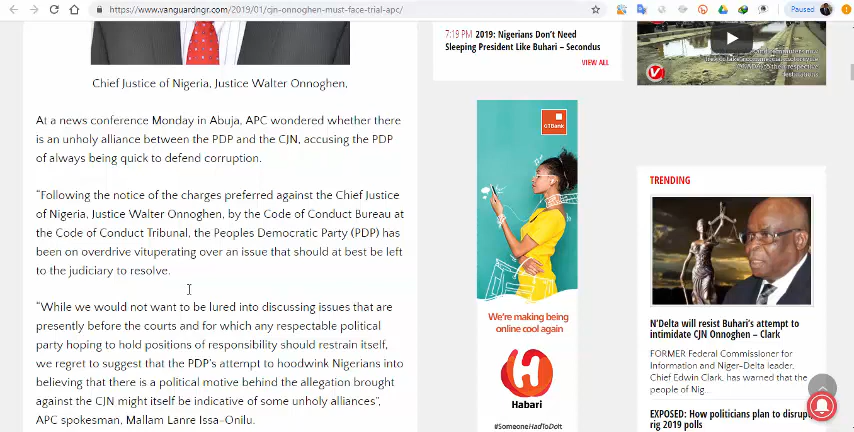 https://www.vanguardngr.com/2019/01/cjn-onnoghen-must-face-trial-apc/
Paused
Chief Justice of Nigeria, Justice Walter Onnoghen,
At a news conference Monday in Abuja, APC wondered whether there
is an unholy alliance between the PDP and the CJN, accusing the PDP
of always being quick to defend corruption.
“Following the notice of the charges preferred against the Chief Justice
of Nigeria, Justice Walter Onnoghen, by the Code of Conduct Bureau at
the Code of Conduct Tribunal, the Peoples Democratic Party (PDP) has
been on overdrive vituperating over an issue that should at best be left
to the judiciary to resolve.
“While we would not want to be lured into discussing issues that are
presently before the courts and for which any respectable political
party hoping to hold positions of responsibility should restrain itself,
we regret to suggest that the PDP’s attempt to hoodwink Nigerians into
believing that there is a political motive behind the allegation brought
against the CJN might itself be indicative of some unholy alliances”,
APC spokesman, Mallam Lanre Issa-Onilu.
7:19 PM 2019: Nigerians Don’t Need
Sleeping President Like Buhari – Secondus
VIEW ALL
GTBank
We're making being
online cool again
Habari
#SomeoneHadToDoIt
TRENDING
N’Delta will resist Buhari’s attempt to
intimidate CJN Onnoghen – Clark
FORMER Federal Commissioner for
Information and Niger-Delta leader,
Chief Edwin Clark, has warned that the
people of Nig...
EXPOSED: How politicians plan to disrupt,
rig 2019 polls